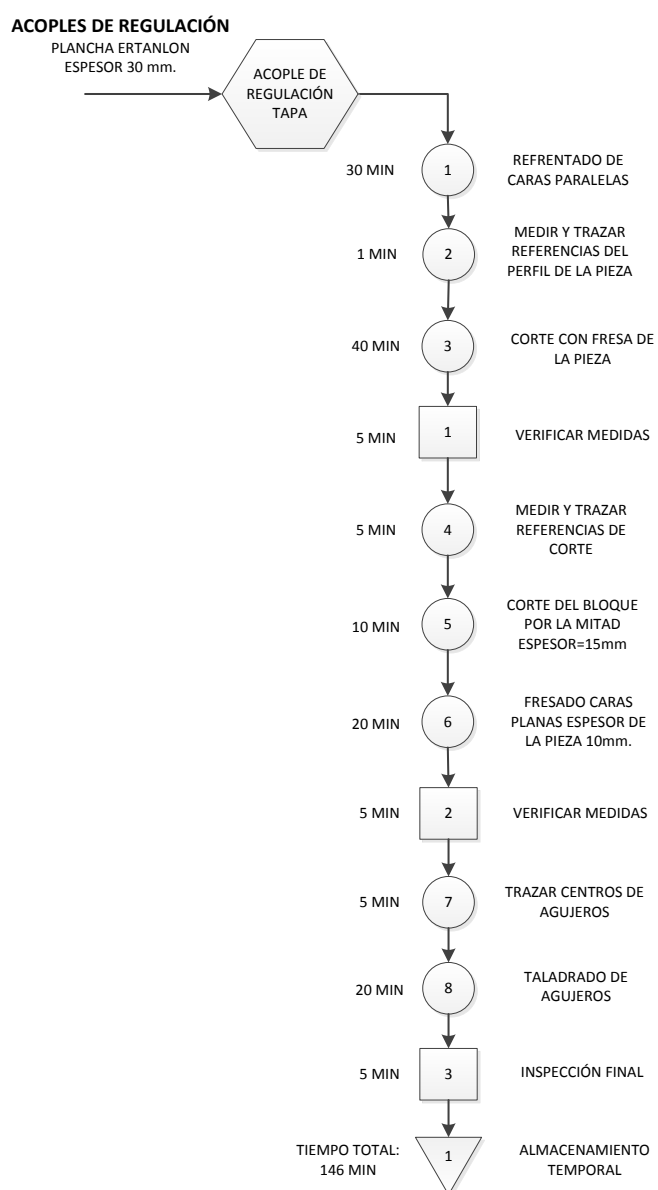 ACOPLES DE REGULACIÓN
PLANCHA ERTANLON
ESPESOR 30 mm.
ACOPLE DE
REGULACIÓN
TAPA
30 MIN
1
REFRENTADO DE
CARAS PARALELAS
1 MIN
2
MEDIR Y TRAZAR
REFERENCIAS DEL
PERFIL DE LA PIEZA
40 MIN
3
CORTE CON FRESA DE
LA PIEZA
5 MIN
1
VERIFICAR MEDIDAS
5 MIN
4
MEDIR Y TRAZAR
REFERENCIAS DE
CORTE
10 MIN
5
CORTE DEL BLOQUE
POR LA MITAD
ESPESOR=15mm
20 MIN
6
FRESADO CARAS
PLANAS ESPESOR DE
LA PIEZA 10mm.
5 MIN
2
VERIFICAR MEDIDAS
5 MIN
7
TRAZAR CENTROS DE
AGUJEROS
20 MIN
8
TALADRADO DE
AGUJEROS
5 MIN
3
INSPECCIÓN FINAL
TIEMPO TOTAL:
146 MIN
1
ALMACENAMIENTO
TEMPORAL